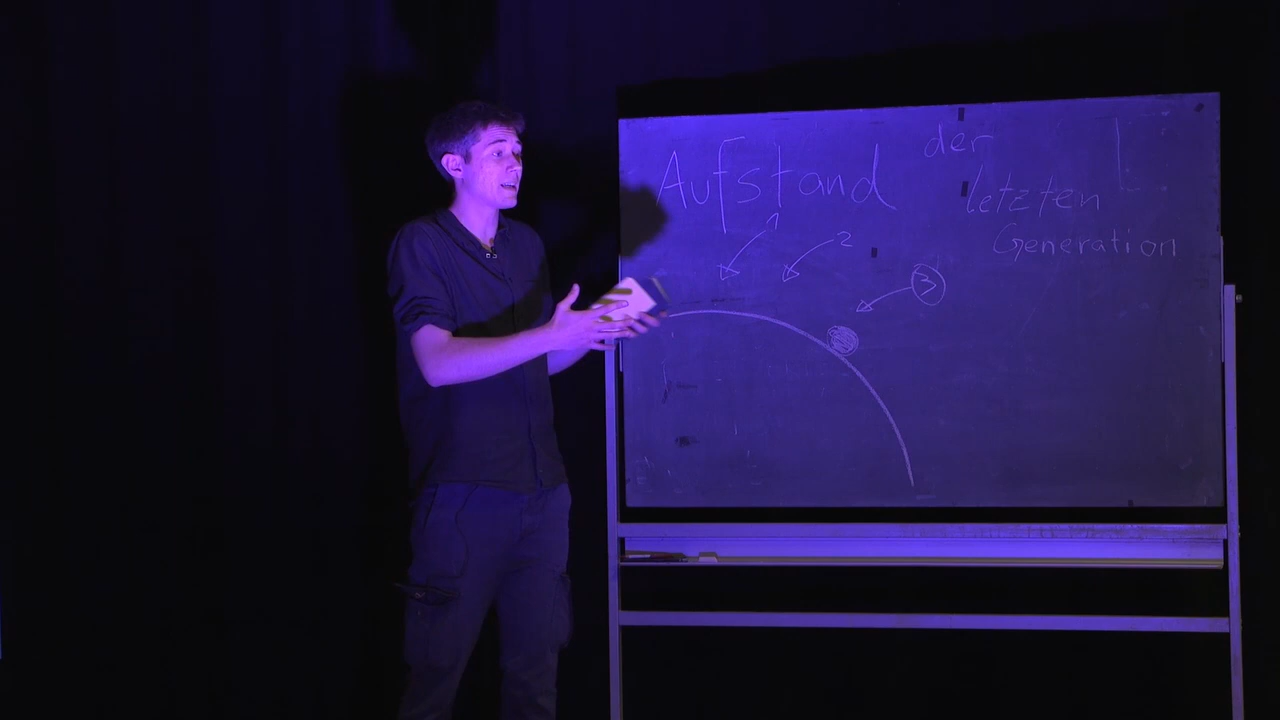 Aufstand der
letzten
Generation
1
2
3